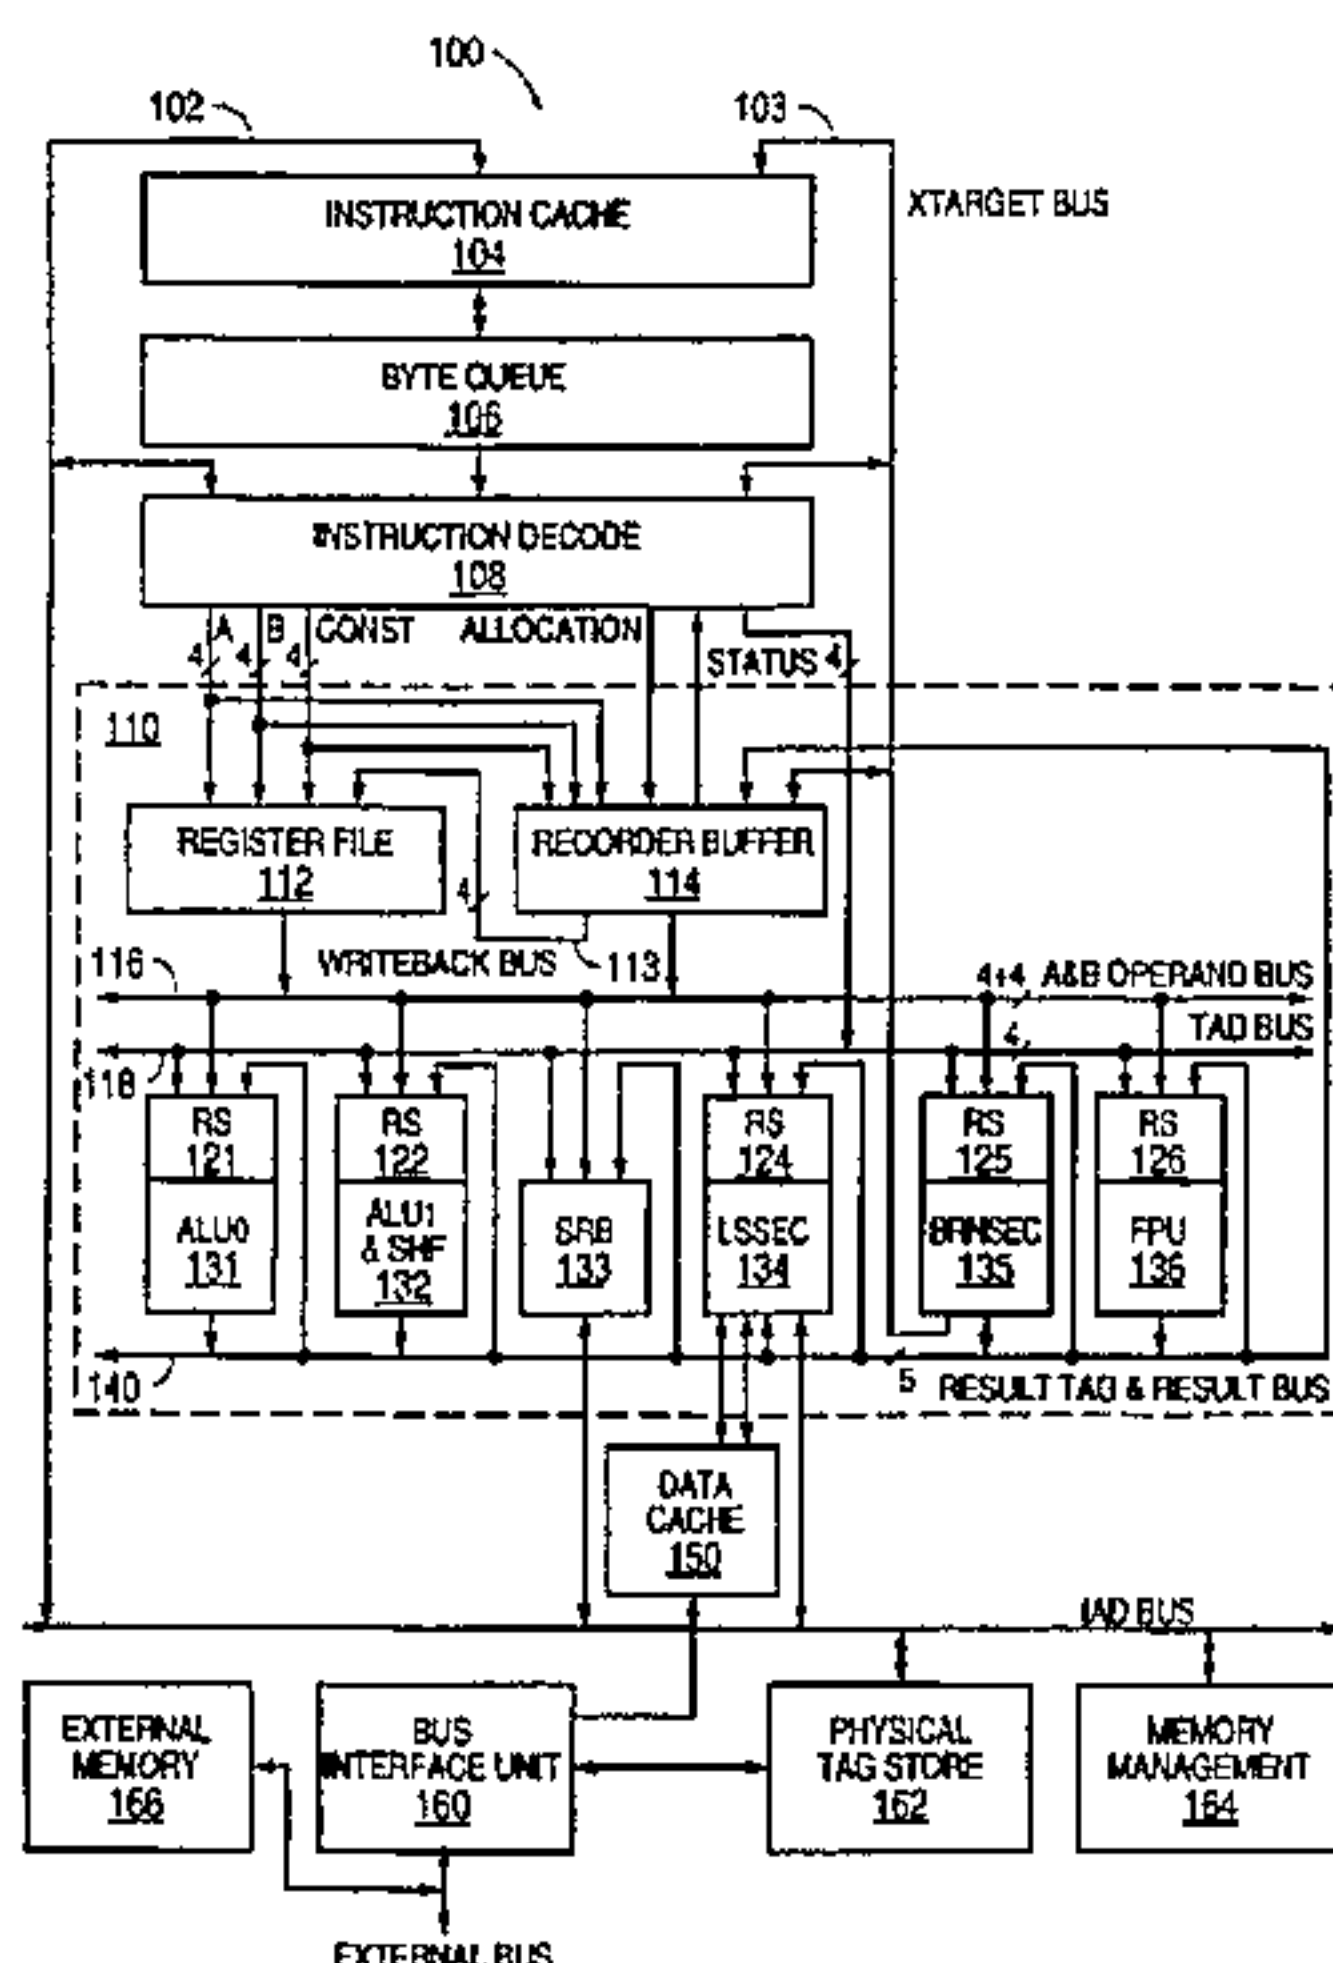 100
102
103
XTARGET BUS
INSTRUCTION CACHE
104
BYTE QUEUE
106
INSTRUCTION DECODE
108
A B CONST ALLOCATION
4 4 4
STATUS 4
110
REGISTER FILE
112
RECORDER BUFFER
114
4
WRITEBACK BUS
113
116
4+4 A&B OPERAND BUS
TAD BUS
4
118
RS
121
ALU0
131
RS
122
ALU1
& SHF
132
SRB
133
RS
124
LSSEC
134
RS
125
BRNSEC
135
RS
126
FPU
136
140
5 RESULT TAG & RESULT BUS
DATA
CACHE
150
IAD BUS
EXTERNAL
MEMORY
166
BUS
INTERFACE UNIT
160
PHYSICAL
TAG STORE
162
MEMORY
MANAGEMENT
164
EXTERNAL BUS